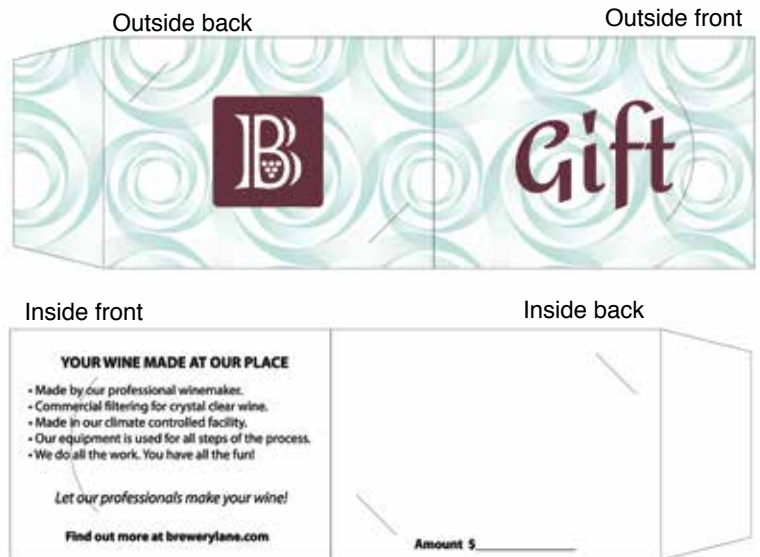 Outside back
Outside front
B
Gift
Inside front
Inside back
YOUR WINE MADE AT OUR PLACE
• Made by our professional winemaker.
• Commercial filtering for crystal clear wine.
• Made in our climate controlled facility.
• Our equipment is used for all steps of the process.
• We do all the work. You have all the fun!
Let our professionals make your wine!
Find out more at brewerylane.com
Amount $____________